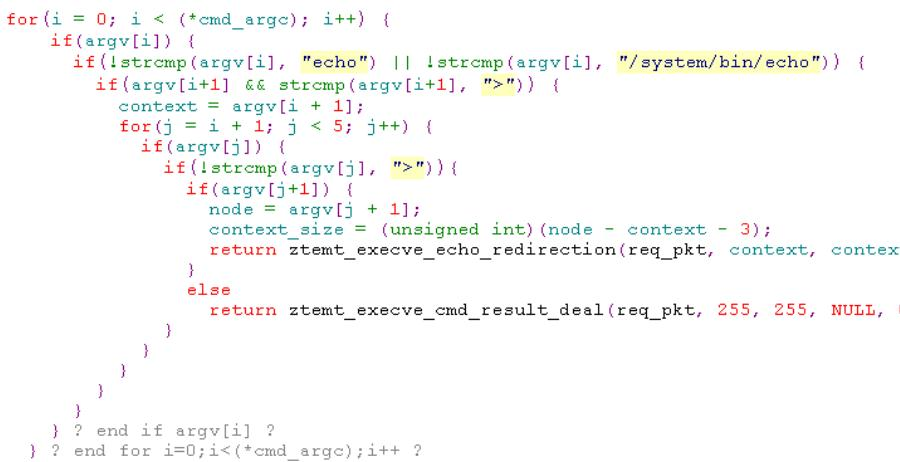 for(i = 0; i < (*cmd_argc); i++) {
if(argv[i]) {
if(!strcmp(argv[i], "echo") || !strcmp(argv[i], "/system/bin/echo")) {
if(argv[i+1] && strcmp(argv[i+1], ">")) {
context = argv[i + 1];
for(j = i + 1; j < 5; j++) {
if(argv[j]) {
if(!strcmp(argv[j], ">")){
if(argv[j+1]) {
node = argv[j + 1];
context_size = (unsigned int)(node - context - 3);
return ztemt_execve_echo_redirection(req_pkt, context, contex
}
else
return ztemt_execve_cmd_result_deal(req_pkt, 255, 255, NULL,
}
}
}
}
}
} ? end if argv[i] ?
} ? end for i=0;i<(*cmd_argc);i++ ?